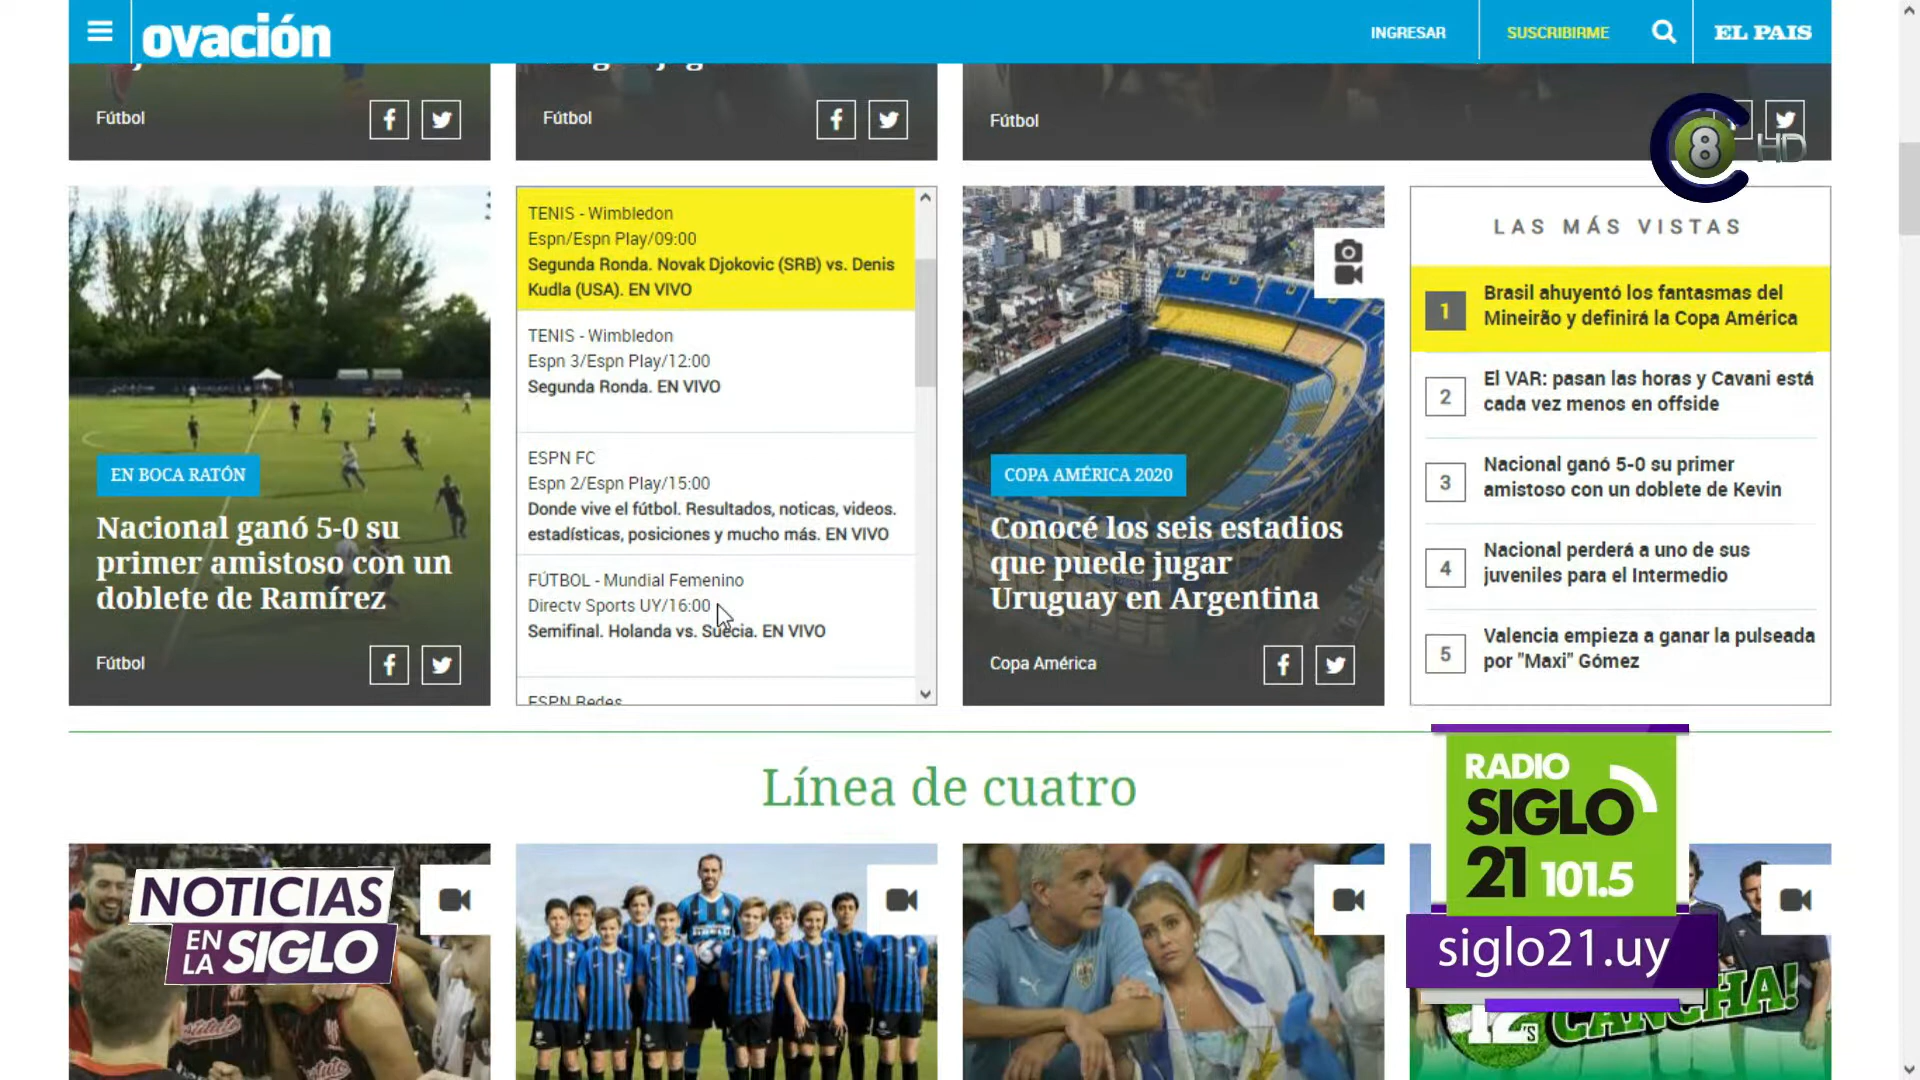 ovación
INGRESAR
SUSCRIBIRME
EL PAIS
Fútbol
Fútbol
Fútbol
8
HD
EN BOCA RATÓN
Nacional ganó 5-0 su
primer amistoso con un
doblete de Ramírez
Fútbol
TENIS - Wimbledon
Espn/Espn Play/09:00
Segunda Ronda. Novak Djokovic (SRB) vs. Denis
Kudla (USA). EN VIVO
TENIS - Wimbledon
Espn 3/Espn Play/12:00
Segunda Ronda. EN VIVO
ESPN FC
Espn 2/Espn Play/15:00
Donde vive el fútbol. Resultados, noticas, videos.
estadísticas, posiciones y mucho más. EN VIVO
FÚTBOL - Mundial Femenino
Directv Sports UY/16:00
Semifinal. Holanda vs. Suecia. EN VIVO
ESPN Redes
COPA AMÉRICA 2020
Conocé los seis estadios
que puede jugar
Uruguay en Argentina
Copa América
LAS MÁS VISTAS
1
Brasil ahuyentó los fantasmas del
Mineirão y definirá la Copa América
2
El VAR: pasan las horas y Cavani está
cada vez menos en offside
3
Nacional ganó 5-0 su primer
amistoso con un doblete de Kevin
4
Nacional perderá a uno de sus
juveniles para el Intermedio
5
Valencia empieza a ganar la pulseada
por "Maxi" Gómez
Línea de cuatro
NOTICIAS
EN LA SIGLO
RADIO
SIGLO
21 101.5
siglo21.uy
12's CANCHA!